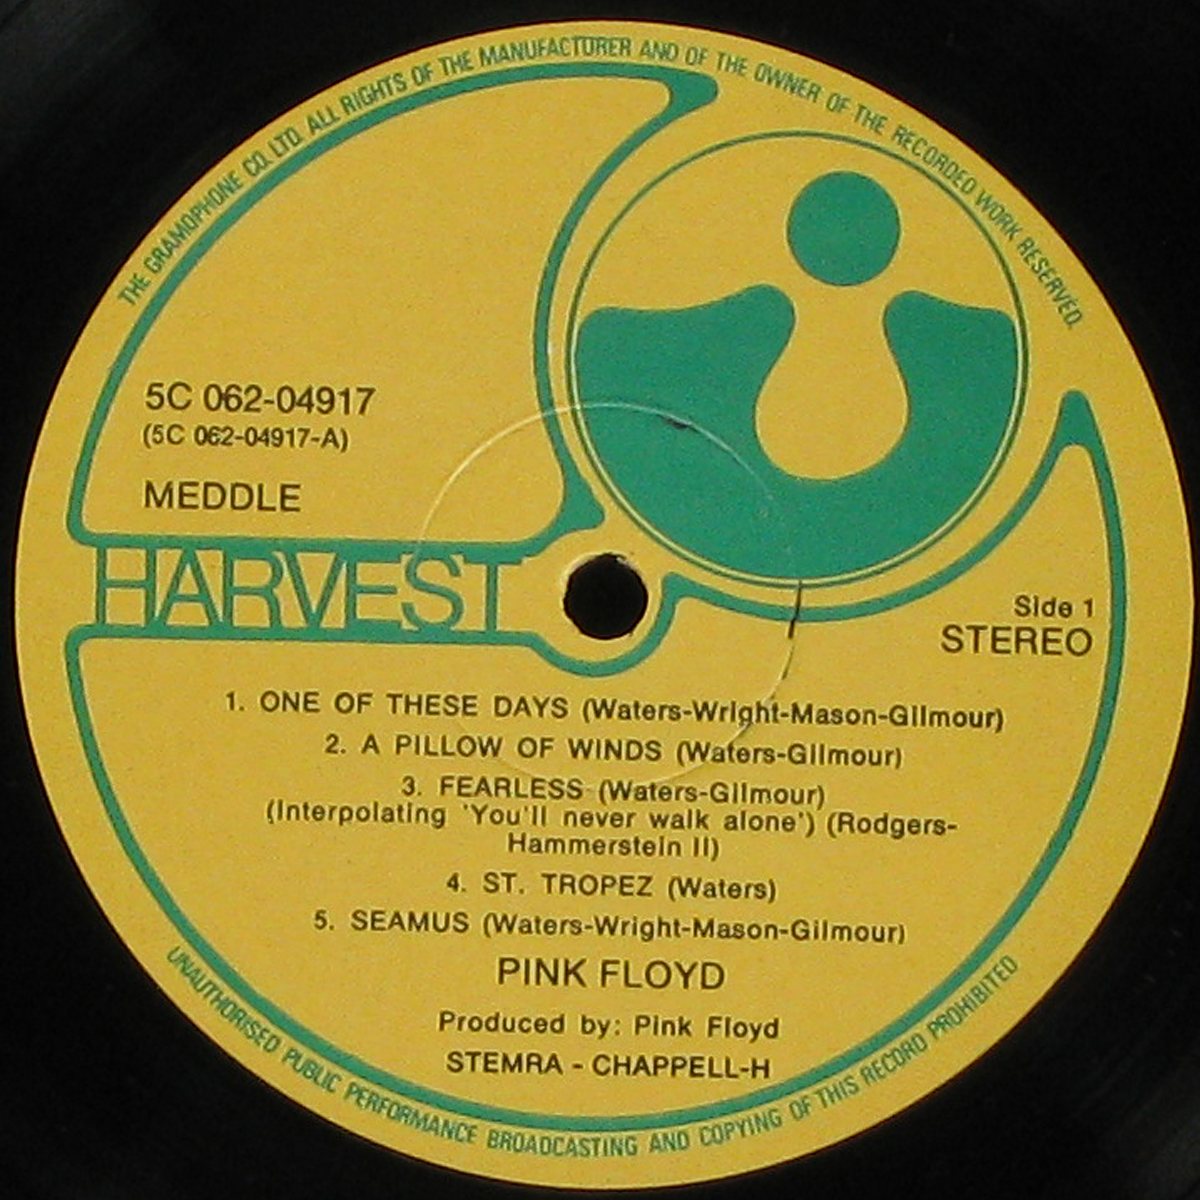 THE GRAMOPHONE CO. LTD. ALL RIGHTS OF THE MANUFACTURER AND OF THE OWNER OF THE RECORDED WORK RESERVED.
5C 062-04917
(5C 062-04917-A)
MEDDLE
HARVEST
Side 1
STEREO
1. ONE OF THESE DAYS (Waters-Wright-Mason-Gilmour)
2. A PILLOW OF WINDS (Waters-Gilmour)
3. FEARLESS (Waters-Gilmour)
(Interpolating 'You'll never walk alone') (Rodgers-
Hammerstein II)
4. ST. TROPEZ (Waters)
5. SEAMUS (Waters-Wright-Mason-Gilmour)
PINK FLOYD
Produced by: Pink Floyd
STEMRA - CHAPPELL-H
UNAUTHORISED PUBLIC PERFORMANCE BROADCASTING AND COPYING OF THIS RECORD PROHIBITED